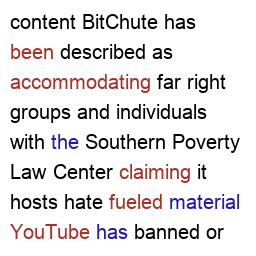 content BitChute has
been described as
accommodating far right
groups and individuals
with the Southern Poverty
Law Center claiming it
hosts hate fueled material
YouTube has banned or